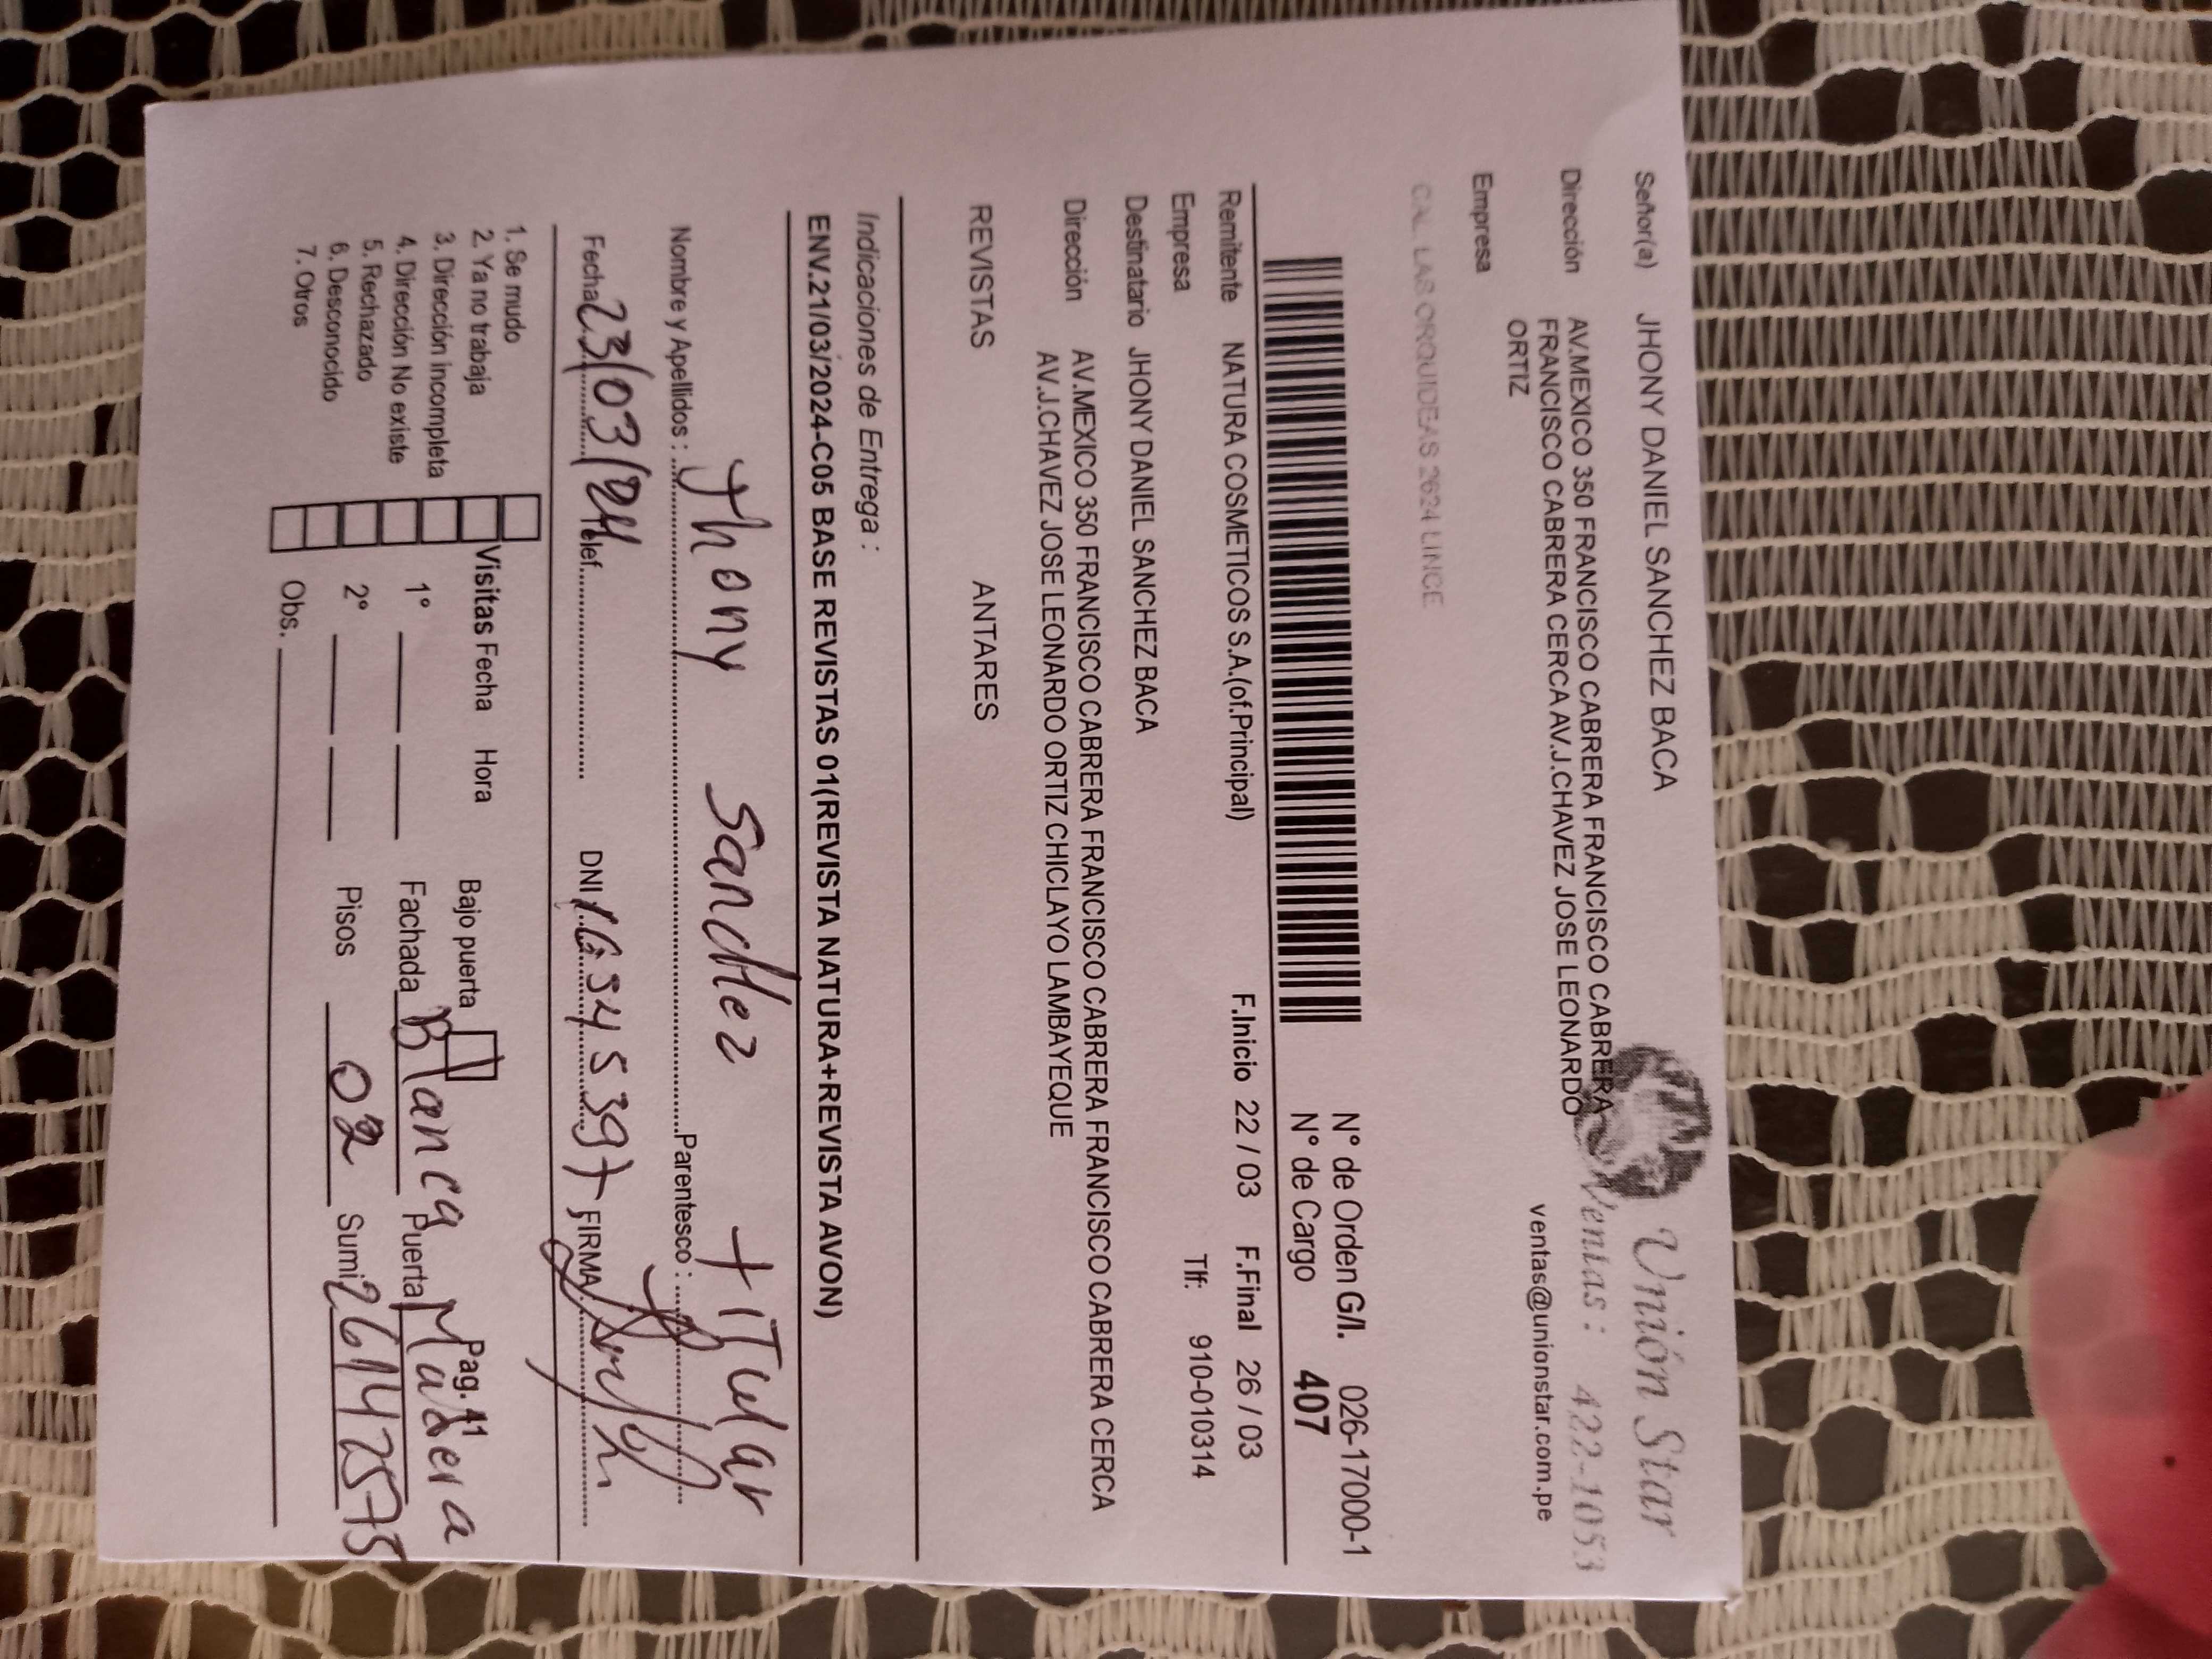 Señor(a) JHONY DANIEL SANCHEZ BACA
Unión Star
Dirección AV.MEXICO 350 FRANCISCO CABRERA FRANCISCO CABRERA
FRANCISCO CABRERA CERCA AV.J.CHAVEZ JOSE LEONARDO
ORTIZ
Ventas: 422-1053
ventas@unionstar.com.pe
Empresa
CAL. LAS ORQUIDEAS 2624 LINCE
N° de Orden G/l. 026-17000-1
N° de Cargo 407
Remitente NATURA COSMETICOS S.A.(of.Principal) F.Inicio 22 / 03 F.Final 26 / 03
Empresa Tlf: 910-010314
Destinatario JHONY DANIEL SANCHEZ BACA
Dirección AV.MEXICO 350 FRANCISCO CABRERA FRANCISCO CABRERA FRANCISCO CABRERA CERCA
AV.J.CHAVEZ JOSE LEONARDO ORTIZ CHICLAYO LAMBAYEQUE
REVISTAS ANTARES
Indicaciones de Entrega :
ENV.21/03/2024-C05 BASE REVISTAS 01(REVISTA NATURA+REVISTA AVON)
Nombre y Apellidos : Jhony Sanchez Parentesco : TiTular
Fecha 23/03/24 Telef. DNI FIRMA
1. Se mudo
2. Ya no trabaja
3. Dirección incompleta
4. Dirección No existe
5. Rechazado
6. Desconocido
7. Otros
Visitas Fecha Hora
1°
2°
Obs.
Bajo puerta Pag. 41
Fachada Blanca Puerta Madera
Pisos 02 Sumi 26142575